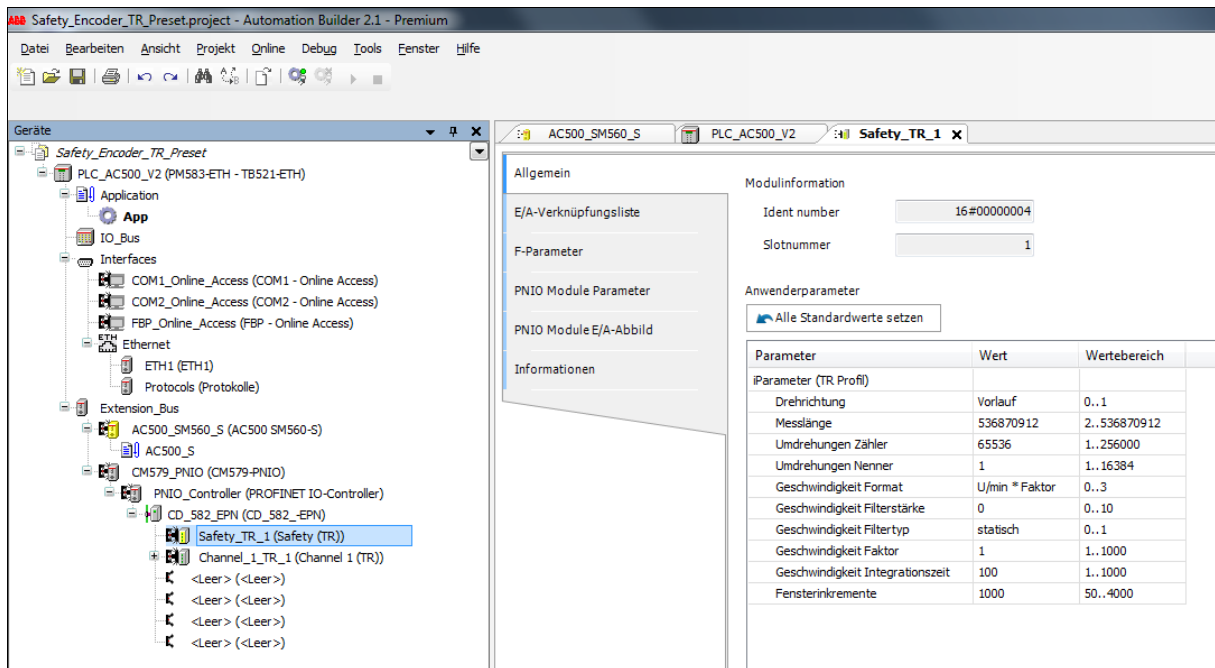 ABB Safety_Encoder_TR_Preset.project - Automation Builder 2.1 - Premium
Datei Bearbeiten Ansicht Projekt Online Debug Tools Fenster Hilfe
Geräte
Safety_Encoder_TR_Preset
PLC_AC500_V2 (PM583-ETH - TB521-ETH)
Application
App
IO_Bus
Interfaces
COM1_Online_Access (COM1 - Online Access)
COM2_Online_Access (COM2 - Online Access)
FBP_Online_Access (FBP - Online Access)
ETH Ethernet
ETH1 (ETH1)
Protocols (Protokolle)
Extension_Bus
AC500_SM560_S (AC500 SM560-S)
AC500_S
CM579_PNIO (CM579-PNIO)
PNIO_Controller (PROFINET IO-Controller)
CD_582_EPN (CD_582_-EPN)
Safety_TR_1 (Safety (TR))
Channel_1_TR_1 (Channel 1 (TR))
<Leer> (<Leer>)
<Leer> (<Leer>)
<Leer> (<Leer>)
<Leer> (<Leer>)
AC500_SM560_S PLC_AC500_V2 Safety_TR_1 X
Allgemein
E/A-Verknüpfungsliste
F-Parameter
PNIO Module Parameter
PNIO Module E/A-Abbild
Informationen
Modulinformation
Ident number 16#00000004
Slotnummer 1
Anwenderparameter
Alle Standardwerte setzen
Parameter Wert Wertebereich
iParameter (TR Profil)
Drehrichtung Vorlauf 0..1
Messlänge 536870912 2..536870912
Umdrehungen Zähler 65536 1..256000
Umdrehungen Nenner 1 1..16384
Geschwindigkeit Format U/min * Faktor 0..3
Geschwindigkeit Filterstärke 0 0..10
Geschwindigkeit Filtertyp statisch 0..1
Geschwindigkeit Faktor 1 1..1000
Geschwindigkeit Integrationszeit 100 1..1000
Fensterinkremente 1000 50..4000